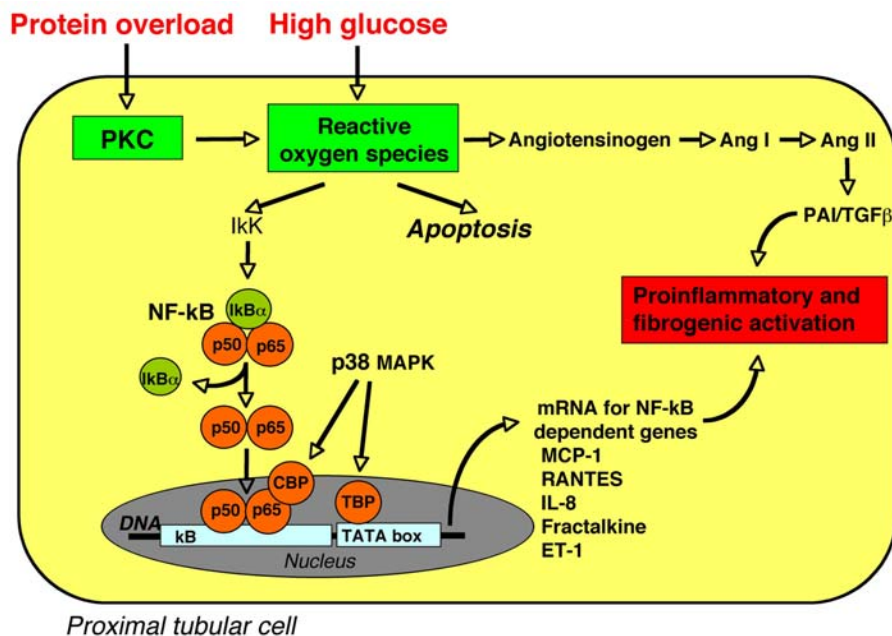 Protein overload
High glucose
PKC
Reactive
oxygen species
Angiotensinogen
Ang I
Ang II
IkK
Apoptosis
PAI/TGFβ
NF-kB
IkBα
p50
p65
Proinflammatory and
fibrogenic activation
IkBα
p38 MAPK
p50
p65
mRNA for NF-kB
dependent genes
MCP-1
RANTES
IL-8
Fractalkine
ET-1
CBP
p50
p65
TBP
DNA
kB
TATA box
Nucleus
Proximal tubular cell